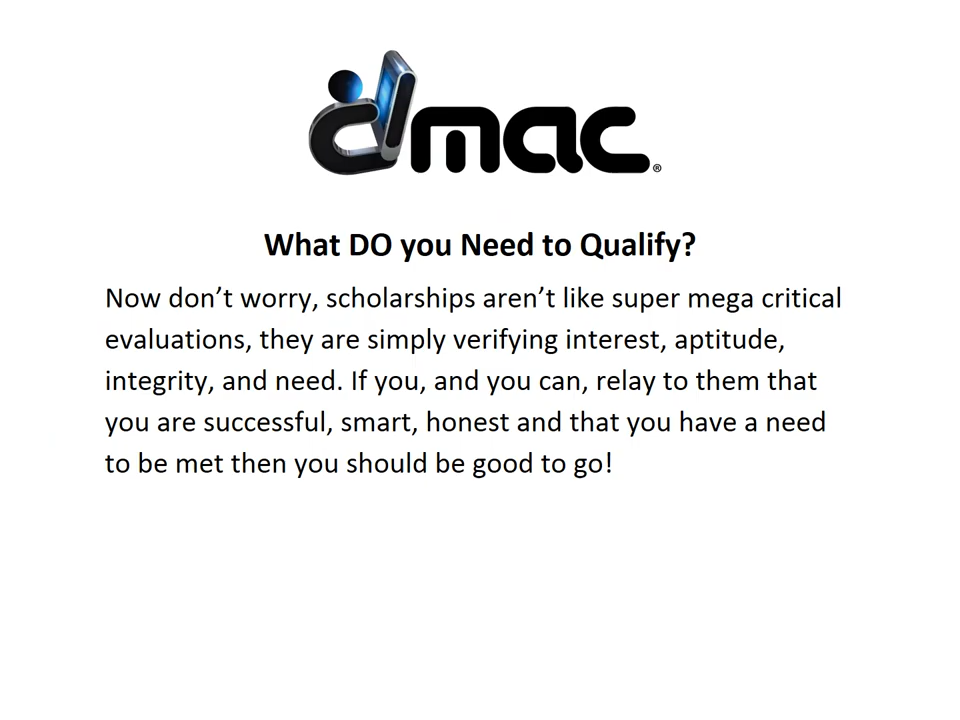 dmac®
What DO you Need to Qualify?
Now don’t worry, scholarships aren’t like super mega critical
evaluations, they are simply verifying interest, aptitude,
integrity, and need. If you, and you can, relay to them that
you are successful, smart, honest and that you have a need
to be met then you should be good to go!